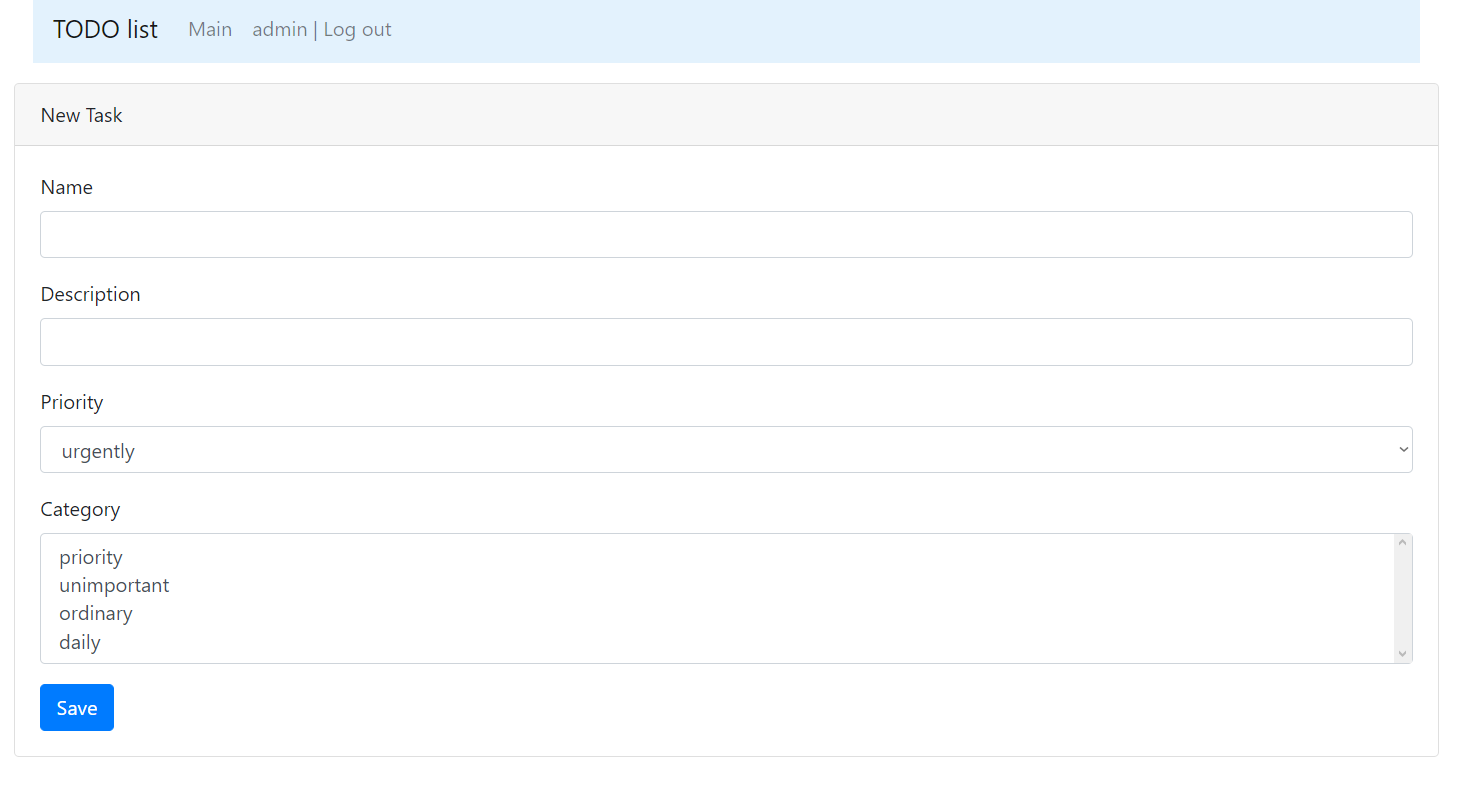 TODO list Main admin | Log out
New Task
Name
Description
Priority
urgently
Category
priority
unimportant
ordinary
daily
Save